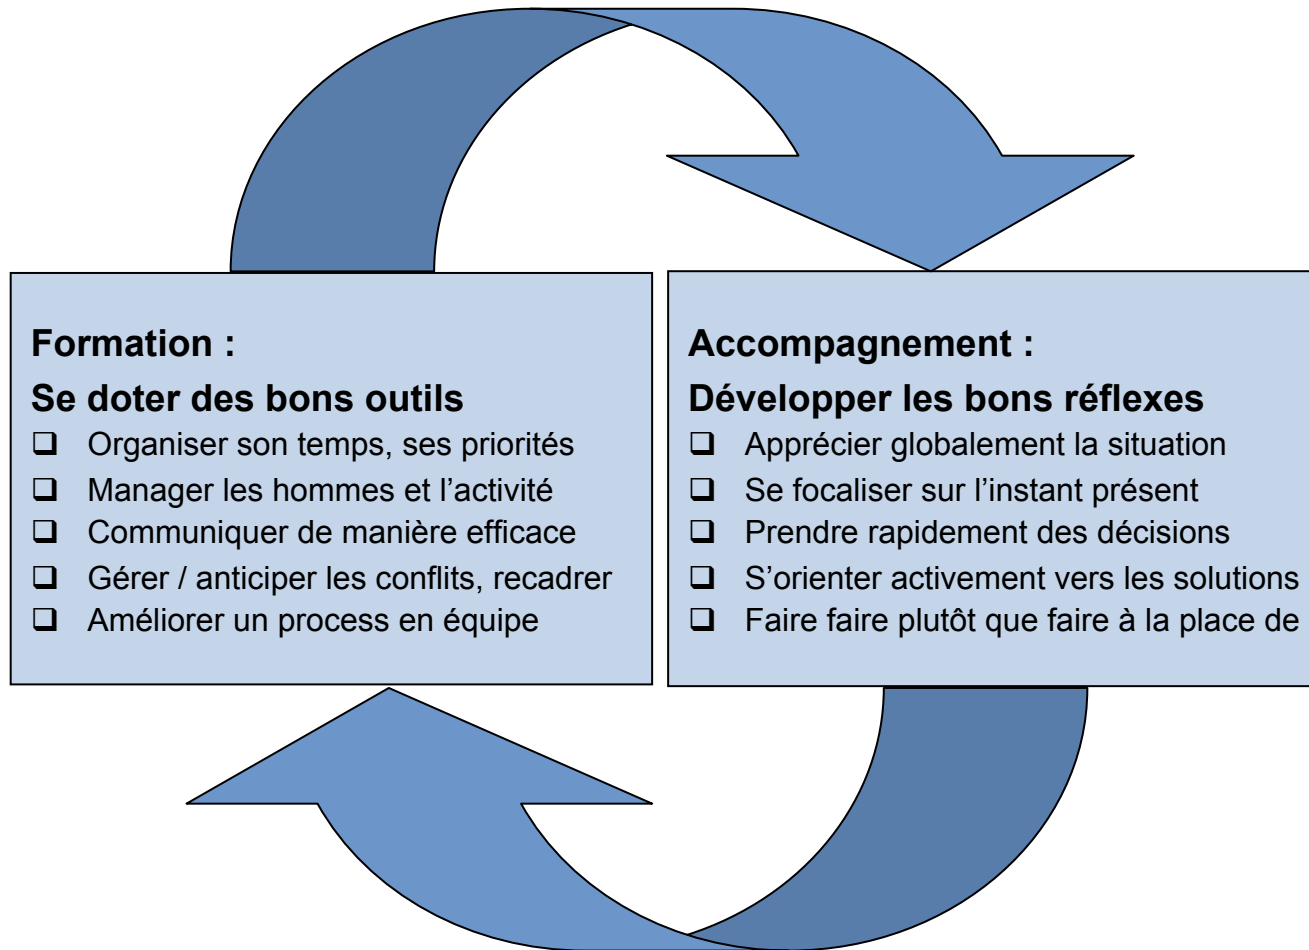 Formation :
Se doter des bons outils
❑ Organiser son temps, ses priorités
❑ Manager les hommes et l’activité
❑ Communiquer de manière efficace
❑ Gérer / anticiper les conflits, recadrer
❑ Améliorer un process en équipe
Accompagnement :
Développer les bons réflexes
❑ Apprécier globalement la situation
❑ Se focaliser sur l’instant présent
❑ Prendre rapidement des décisions
❑ S’orienter activement vers les solutions
❑ Faire faire plutôt que faire à la place de